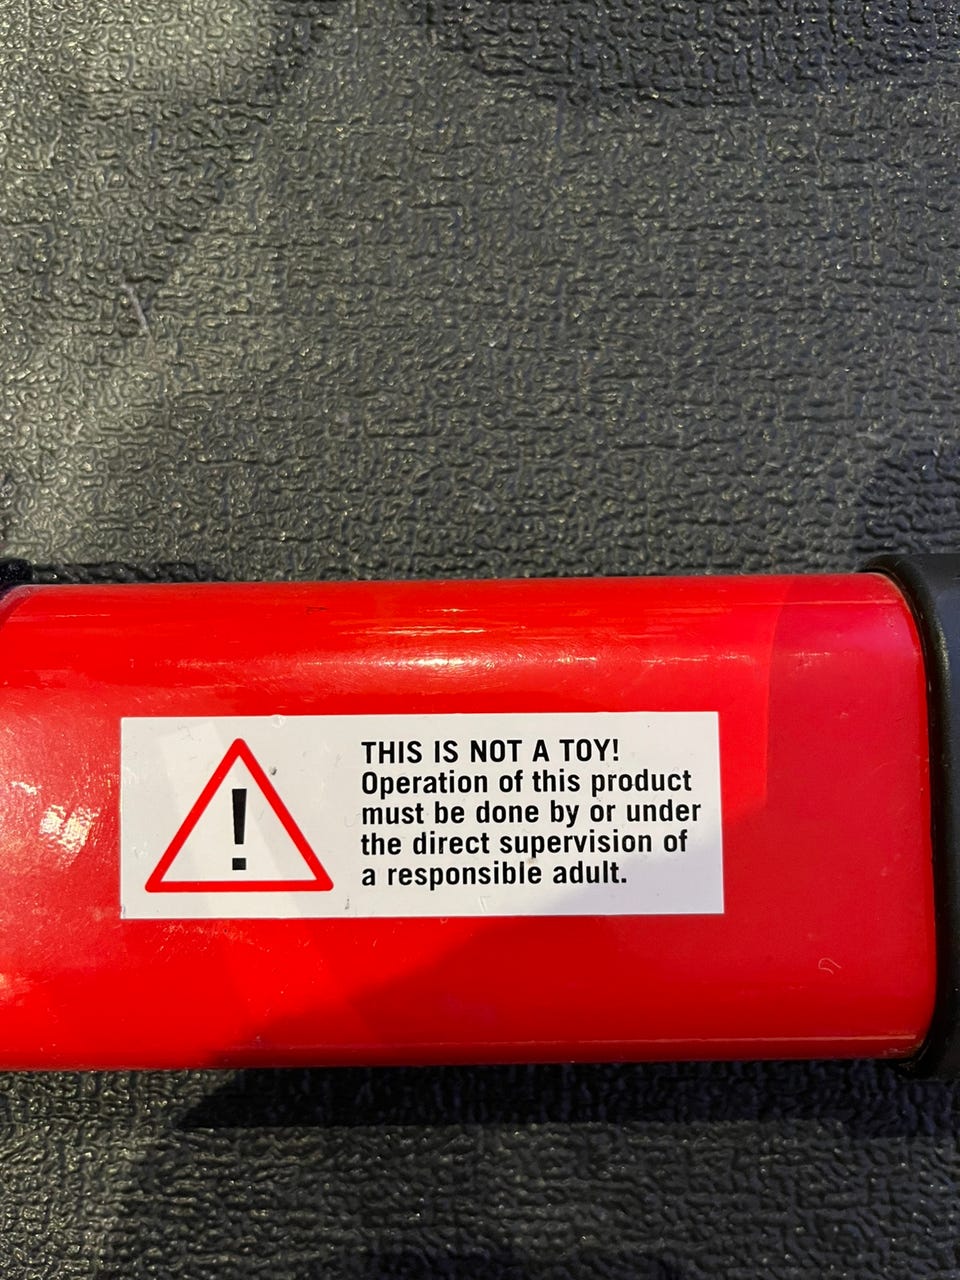 THIS IS NOT A TOY!
Operation of this product
must be done by or under
the direct supervision of
a responsible adult.